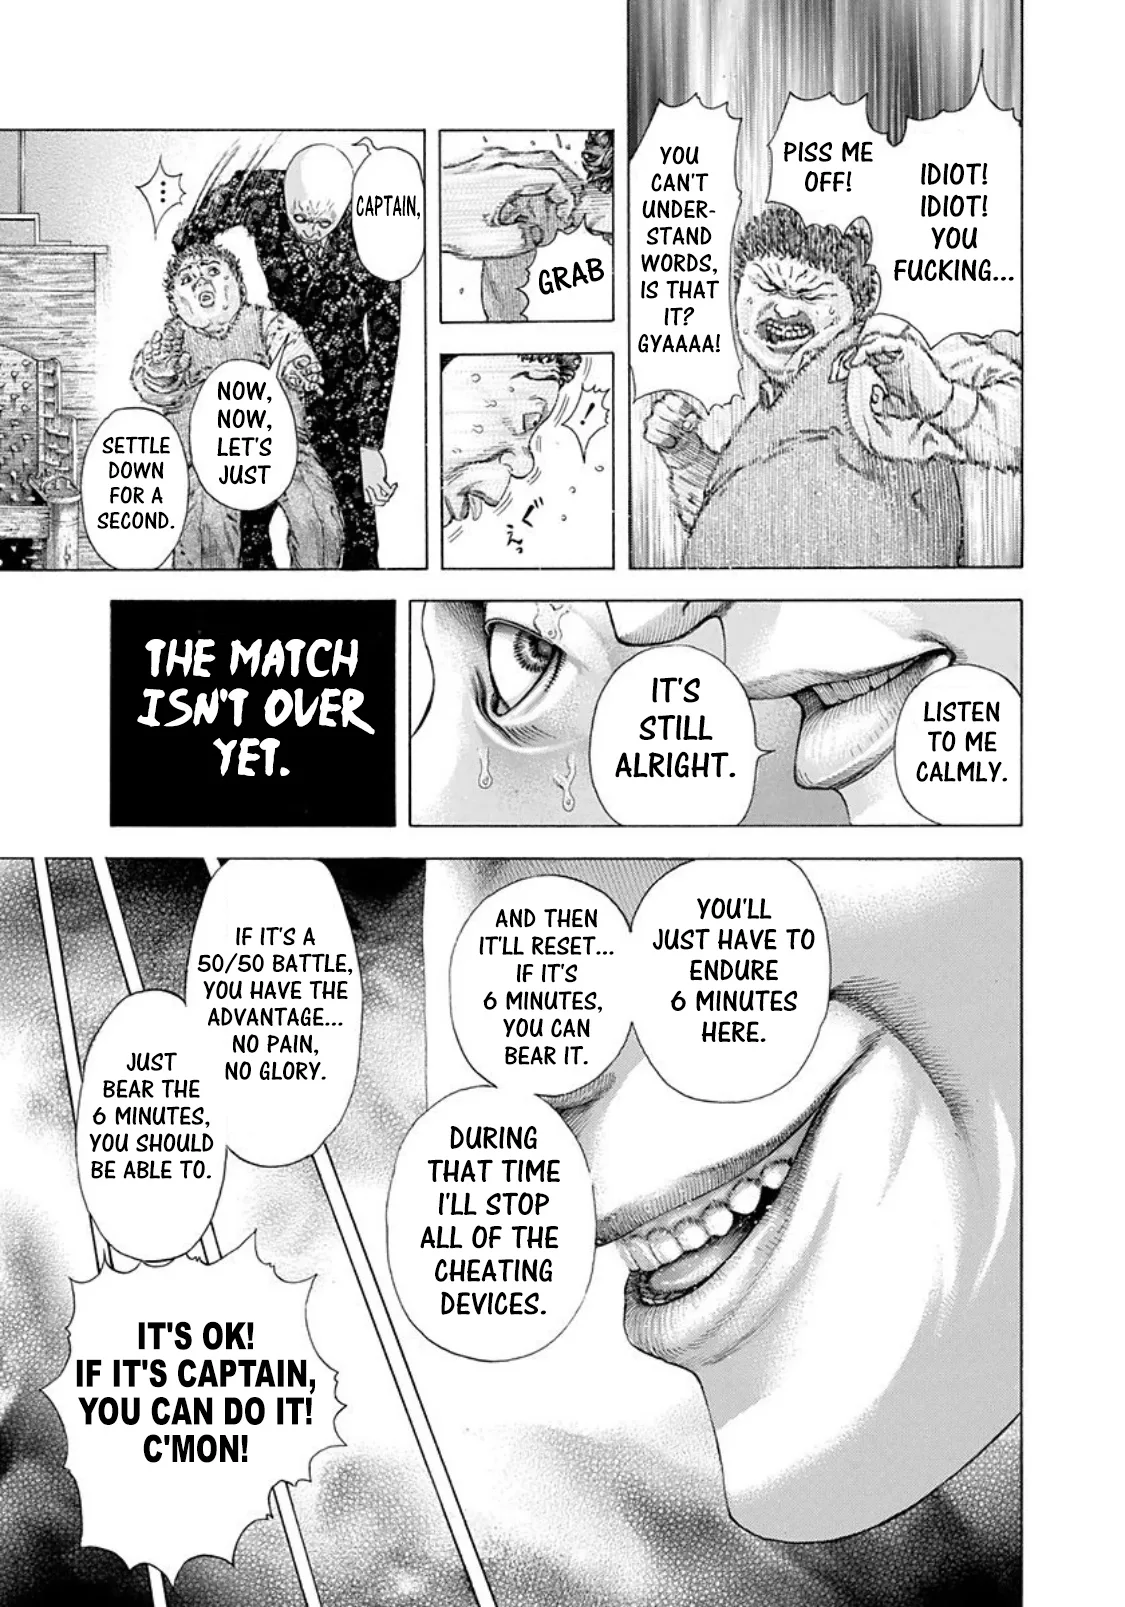 IDIOT!
IDIOT!
YOU
FUCKING...
PISS ME
OFF!
YOU
CAN'T
UNDER-
STAND
WORDS,
IS THAT
IT?
GYAAAA!
GRAB
!
ぐ
えっ
CAPTAIN,
...
NOW,
NOW,
LET'S
JUST
SETTLE
DOWN
FOR A
SECOND.
LISTEN
TO ME
CALMLY.
IT'S
STILL
ALRIGHT.
THE MATCH
ISN'T OVER
YET.
YOU'LL
JUST HAVE TO
ENDURE
6 MINUTES
HERE.
AND THEN
IT'LL RESET...
IF IT'S
6 MINUTES,
YOU CAN
BEAR IT.
DURING
THAT TIME
I'LL STOP
ALL OF THE
CHEATING
DEVICES.
IF IT'S A
50/50 BATTLE,
YOU HAVE THE
ADVANTAGE...
NO PAIN,
NO GLORY.
JUST
BEAR THE
6 MINUTES,
YOU SHOULD
BE ABLE TO.
IT'S OK!
IF IT'S CAPTAIN,
YOU CAN DO IT!
C'MON!